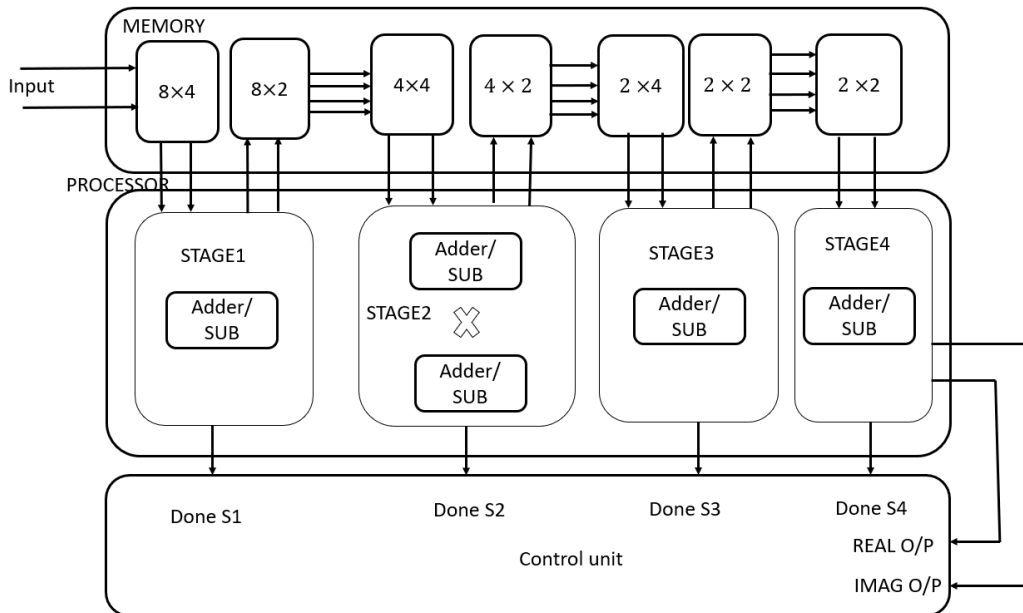 MEMORY
Input
8×4
8×2
4×4
4 × 2
2 ×4
2 × 2
2 × 2
PROCESSOR
STAGE1
Adder/
SUB
STAGE2
Adder/
SUB
Adder/
SUB
STAGE3
Adder/
SUB
STAGE4
Adder/
SUB
Done S1
Done S2
Done S3
Done S4
REAL O/P
Control unit
IMAG O/P